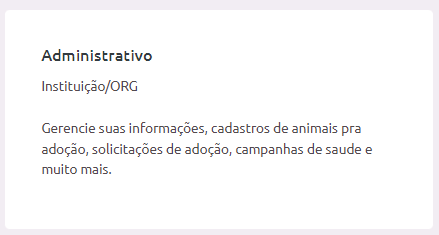 Administrativo
Instituição/ORG
Gerencie suas informações, cadastros de animais pra
adoção, solicitações de adoção, campanhas de saude e
muito mais.